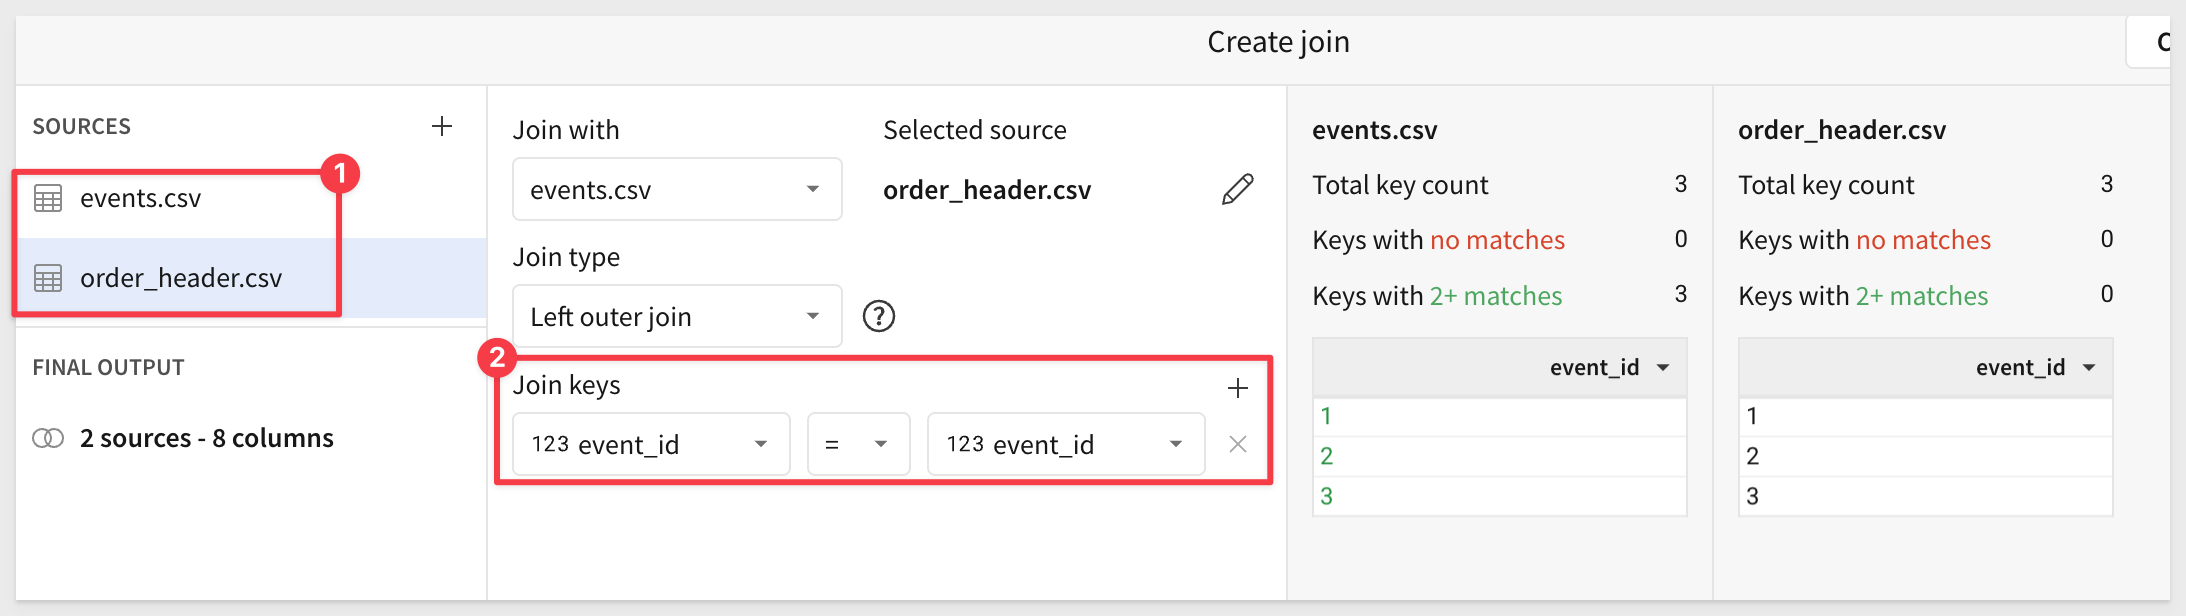 Create join
C
SOURCES
1
events.csv
order_header.csv
FINAL OUTPUT
2 sources - 8 columns
Join with
Selected source
events.csv
order_header.csv
Join type
Left outer join
?
2
Join keys
123 event_id
=
123 event_id
events.csv
Total key count 3
Keys with no matches 0
Keys with 2+ matches 3
event_id
1
2
3
order_header.csv
Total key count 3
Keys with no matches 0
Keys with 2+ matches 0
event_id
1
2
3